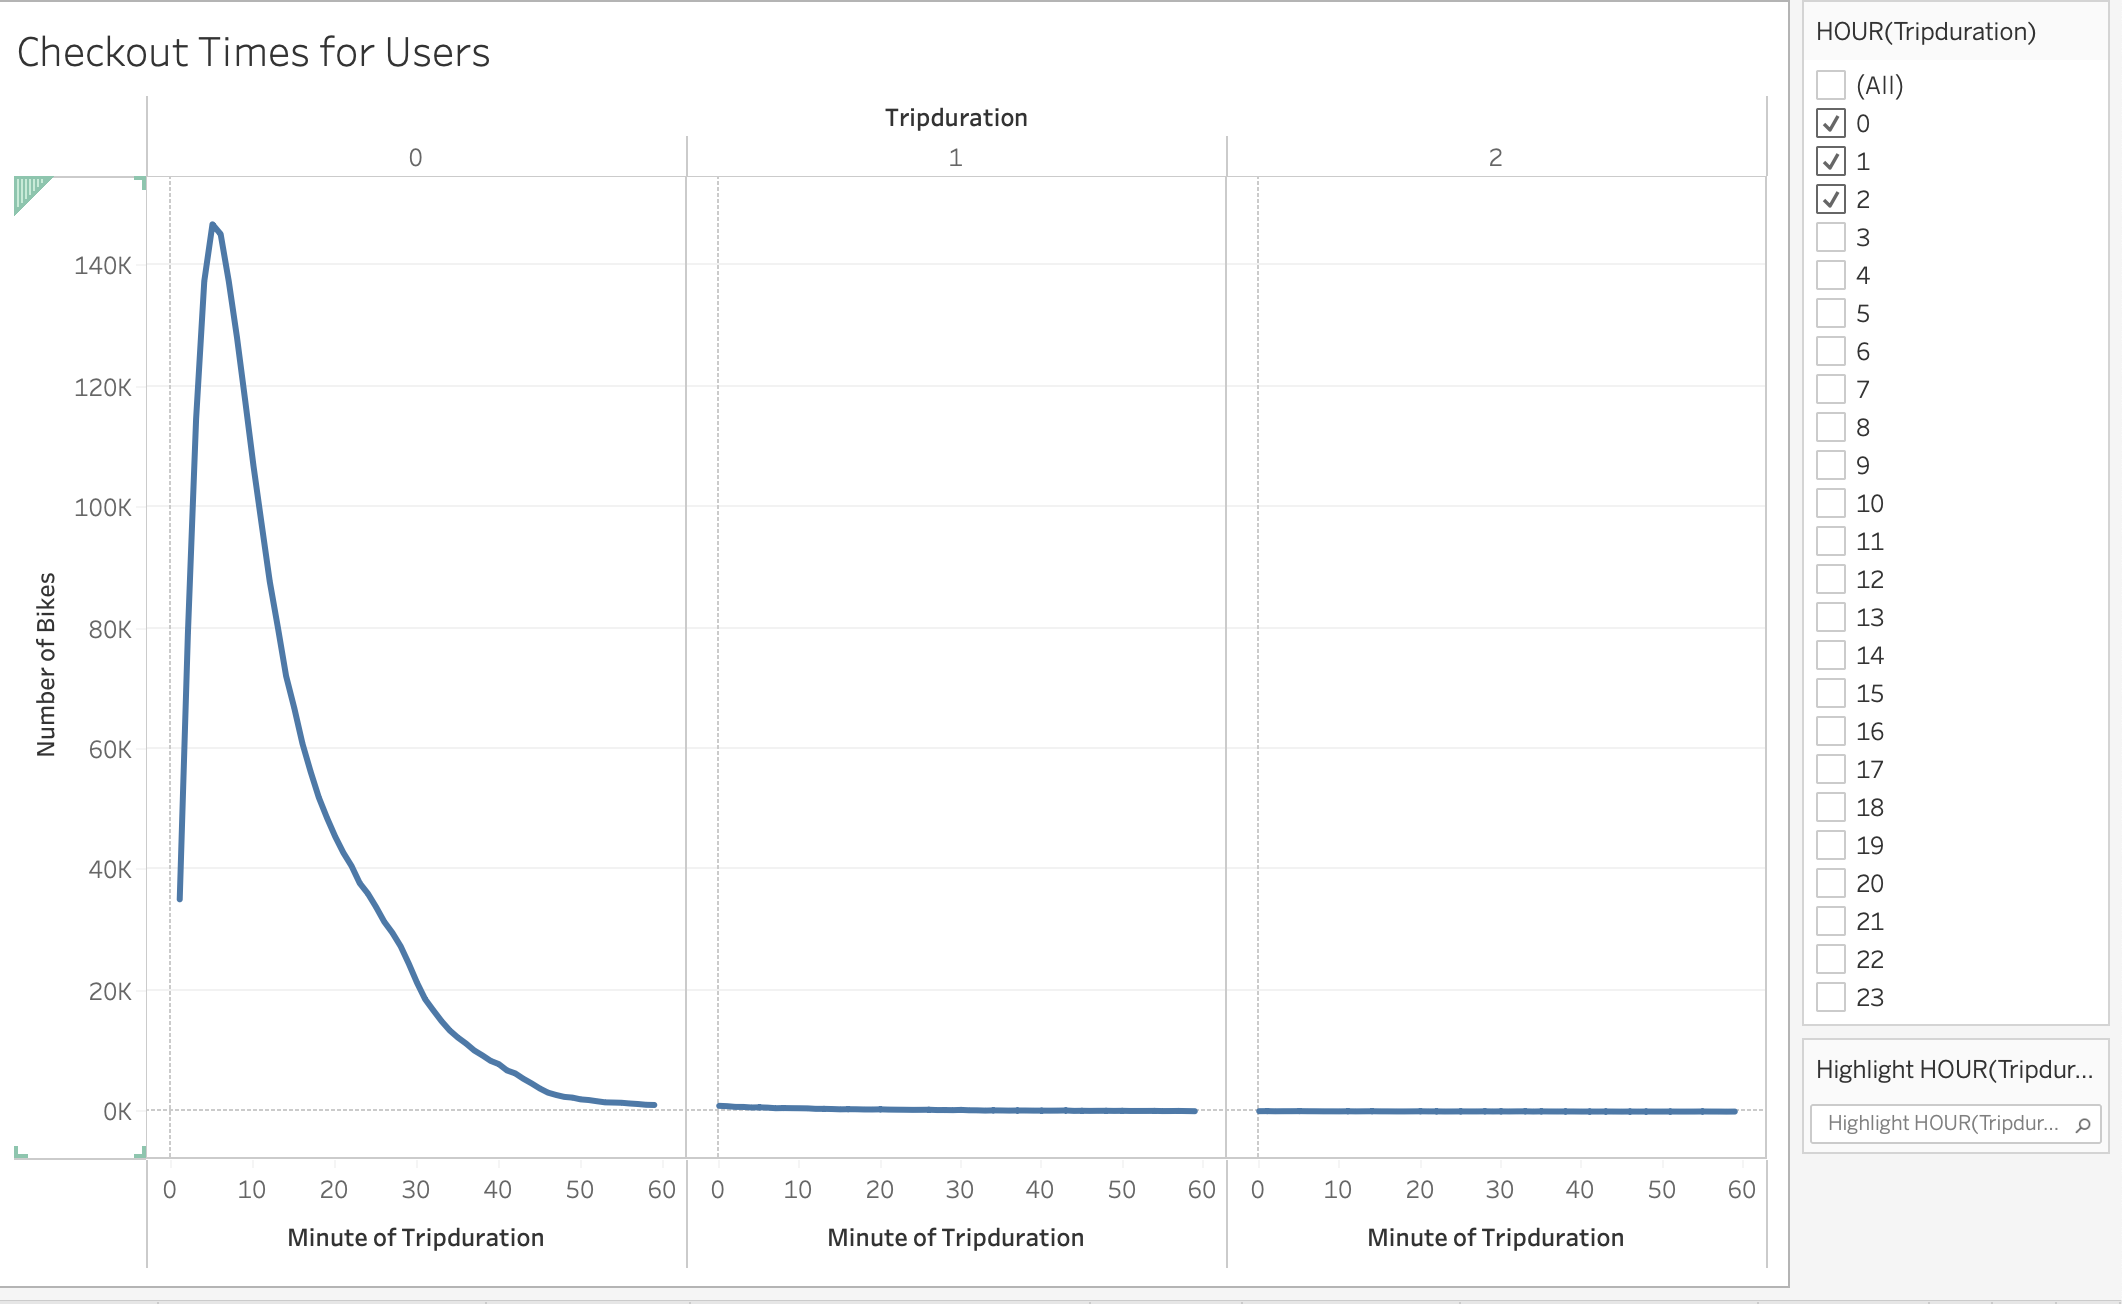 Checkout Times for Users
Tripduration
0 1 2
140K
120K
100K
80K
60K
40K
20K
0K
Number of Bikes
0 10 20 30 40 50 60 0 10 20 30 40 50 60 0 10 20 30 40 50 60
Minute of Tripduration Minute of Tripduration Minute of Tripduration
HOUR(Tripduration)
(All)
0
1
2
3
4
5
6
7
8
9
10
11
12
13
14
15
16
17
18
19
20
21
22
23
Highlight HOUR(Tripdur...
Highlight HOUR(Tripdur...